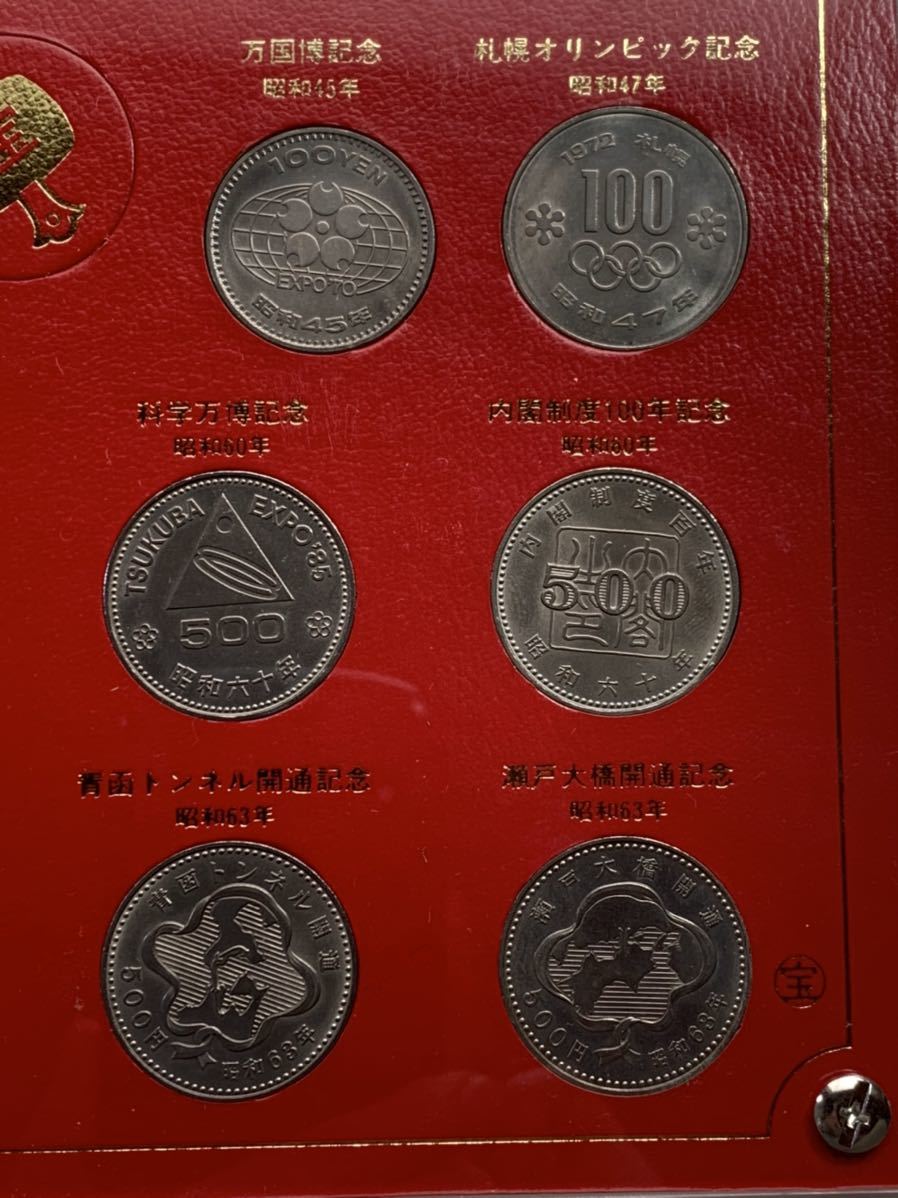 万国博記念
昭和45年
100YEN
EXPO'70
昭和45年
札幌オリンピック記念
昭和47年
1972 札幌
100
昭和47年
科学万博記念
昭和60年
TSUKUBA EXPO'85
500
昭和六十年
内閣制度100年記念
昭和60年
内閣制度百年
500
昭和六十年
青函トンネル開通記念
昭和63年
青函トンネル開通
500円 昭和63年
瀬戸大橋開通記念
昭和63年
瀬戸大橋開通
500円 昭和63年
宝